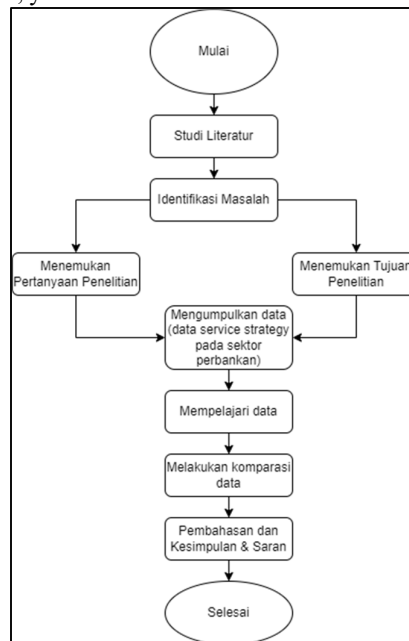 Mulai
Studi Literatur
Identifikasi Masalah
Menemukan
Pertanyaan Penelitian
Menemukan Tujuan
Penelitian
Mengumpulkan data
(data service strategy
pada sektor
perbankan)
Mempelajari data
Melakukan komparasi
data
Pembahasan dan
Kesimpulan & Saran
Selesai